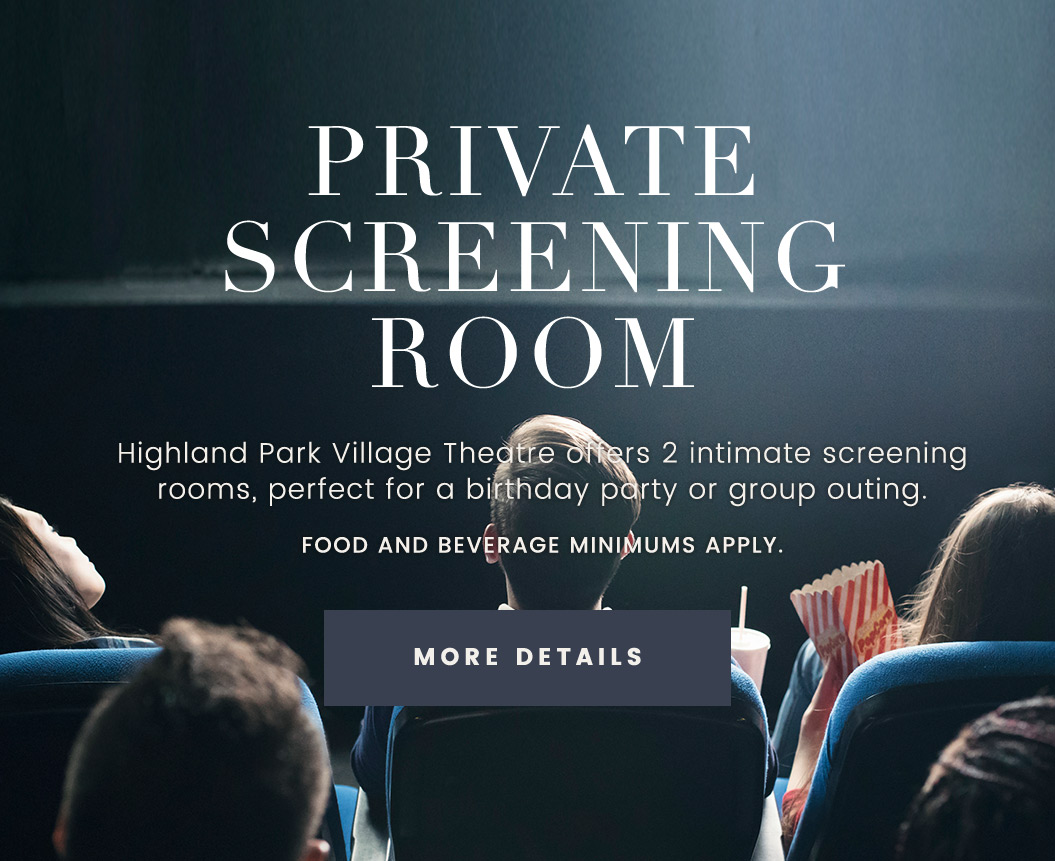 PRIVATE
SCREENING
ROOM
Highland Park Village Theatre offers 2 intimate screening
rooms, perfect for a birthday party or group outing.
FOOD AND BEVERAGE MINIMUMS APPLY.
MORE DETAILS